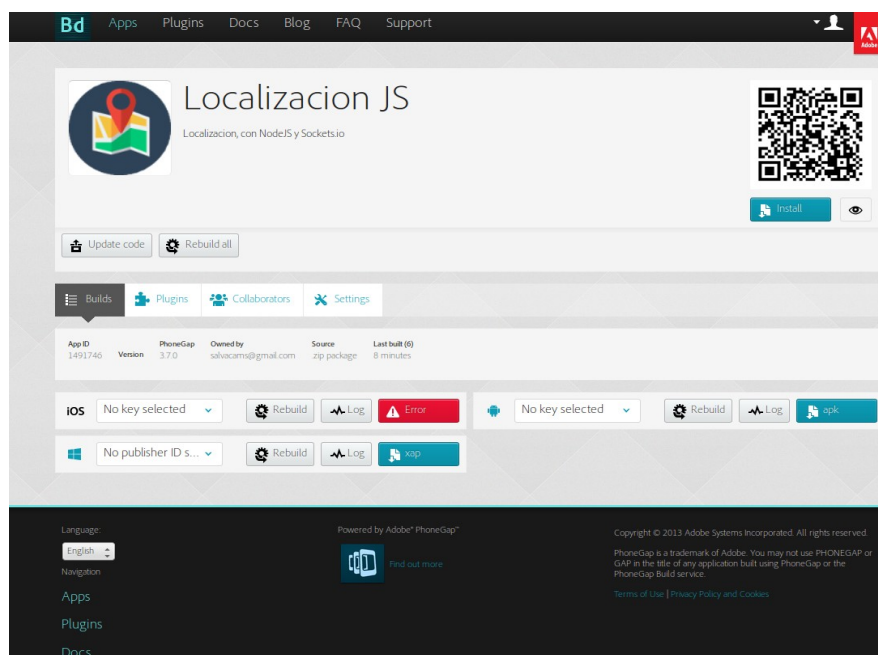 Bd Apps Plugins Docs Blog FAQ Support
Adobe
Localizacion JS
Localizacion, con NodeJS y Sockets.io
Install
Update code Rebuild all
Builds Plugins Collaborators Settings
App ID Version PhoneGap Owned by Source Last built (6)
1491746 3.7.0 salvacams@gmail.com .zip package 8 minutes
iOS No key selected Rebuild Log Error No key selected Rebuild Log apk
No publisher ID s... Rebuild Log xap
Language:
English
Navigation
Apps
Plugins
Docs
Powered by Adobe® PhoneGap™
Find out more
Copyright © 2013 Adobe Systems Incorporated. All rights reserved.
PhoneGap is a trademark of Adobe. You may not use PHONEGAP or
GAP in the title of any application built using PhoneGap or the
PhoneGap Build service.
Terms of Use | Privacy Policy and Cookies